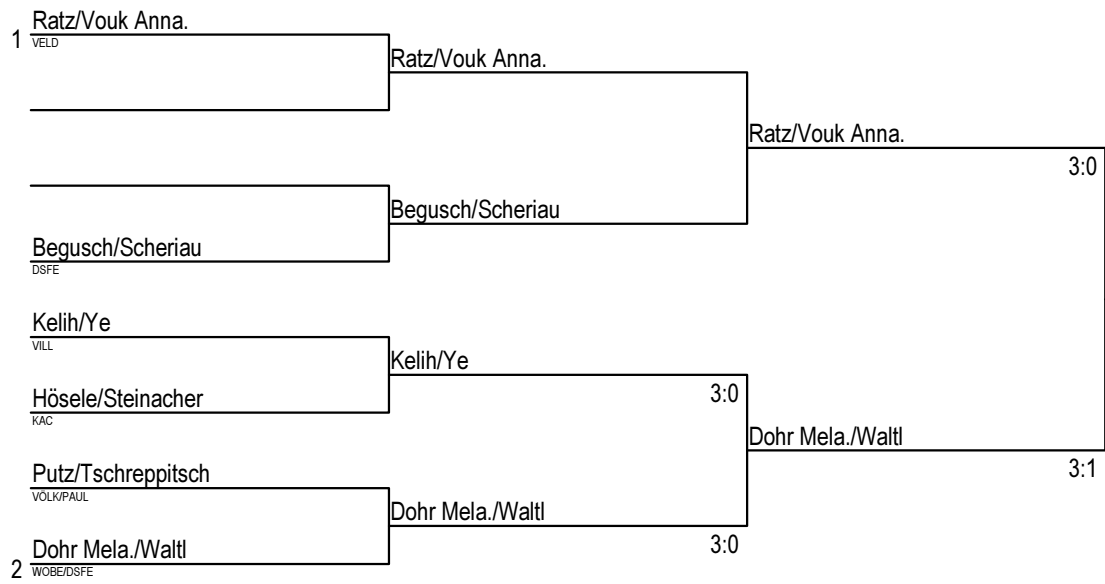 1 Ratz/Vouk Anna.
VELD
Ratz/Vouk Anna.
Ratz/Vouk Anna.
3:0
Begusch/Scheriau
Begusch/Scheriau
DSFE
Kelih/Ye
VILL
Kelih/Ye
3:0
Hösele/Steinacher
KAC
Dohr Mela./Waltl
3:1
Putz/Tschreppitsch
VÖLK/PAUL
Dohr Mela./Waltl
3:0
2 Dohr Mela./Waltl
WOBE/DSFE